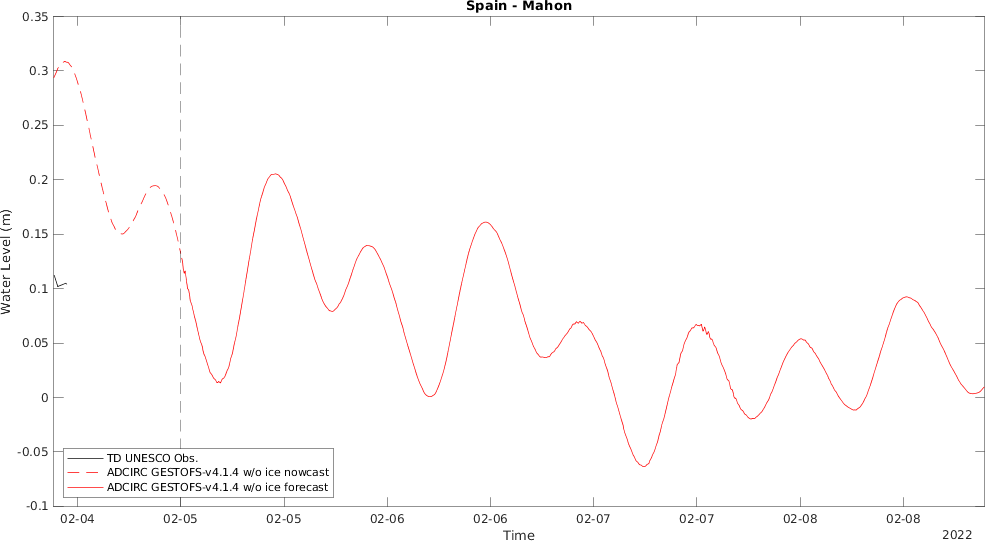 Spain - Mahon
0.35
0.3
0.25
0.2
0.15
0.1
0.05
0
-0.05
-0.1
Water Level (m)
TD UNESCO Obs.
ADCIRC GESTOFS-v4.1.4 w/o ice nowcast
ADCIRC GESTOFS-v4.1.4 w/o ice forecast
02-04 02-05 02-05 02-06 02-06 02-07 02-07 02-08 02-08
Time
2022